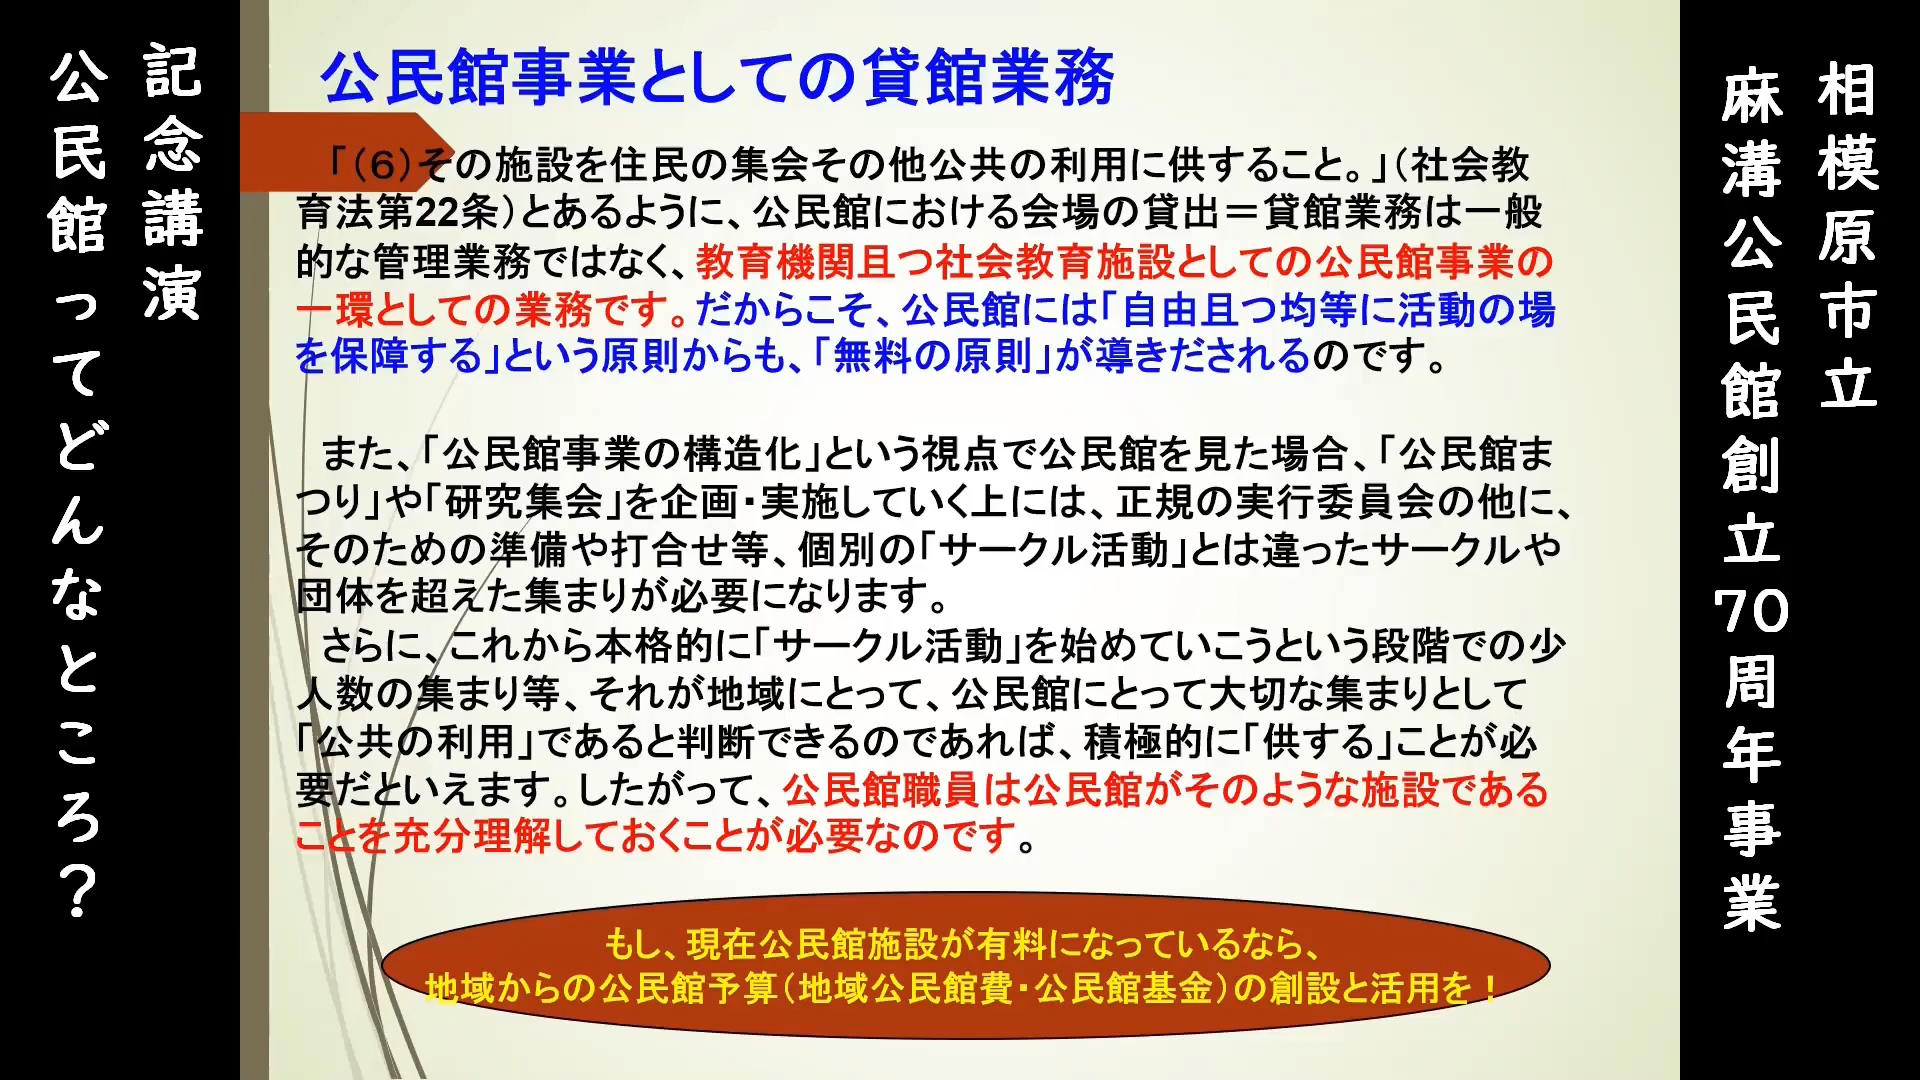 相模原市立
麻溝公民館創立70周年事業
公民館事業としての貸館業務
「（６）その施設を住民の集会その他公共の利用に供すること。」（社会教
育法第22条）とあるように、公民館における会場の貸出＝貸館業務は一般
的な管理業務ではなく、教育機関且つ社会教育施設としての公民館事業の
一環としての業務です。だからこそ、公民館には「自由且つ均等に活動の場
を保障する」という原則からも、「無料の原則」が導きだされるのです。
また、「公民館事業の構造化」という視点で公民館を見た場合、「公民館ま
つり」や「研究集会」を企画・実施していく上には、正規の実行委員会の他に、
そのための準備や打合せ等、個別の「サークル活動」とは違ったサークルや
団体を超えた集まりが必要になります。
さらに、これから本格的に「サークル活動」を始めていこうという段階での少
人数の集まり等、それが地域にとって、公民館にとって大切な集まりとして
「公共の利用」であると判断できるのであれば、積極的に「供する」ことが必
要だといえます。したがって、公民館職員は公民館がそのような施設である
ことを充分理解しておくことが必要なのです。
もし、現在公民館施設が有料になっているなら、
地域からの公民館予算（地域公民館費・公民館基金）の創設と活用を！
記念講演
公民館ってどんなところ？